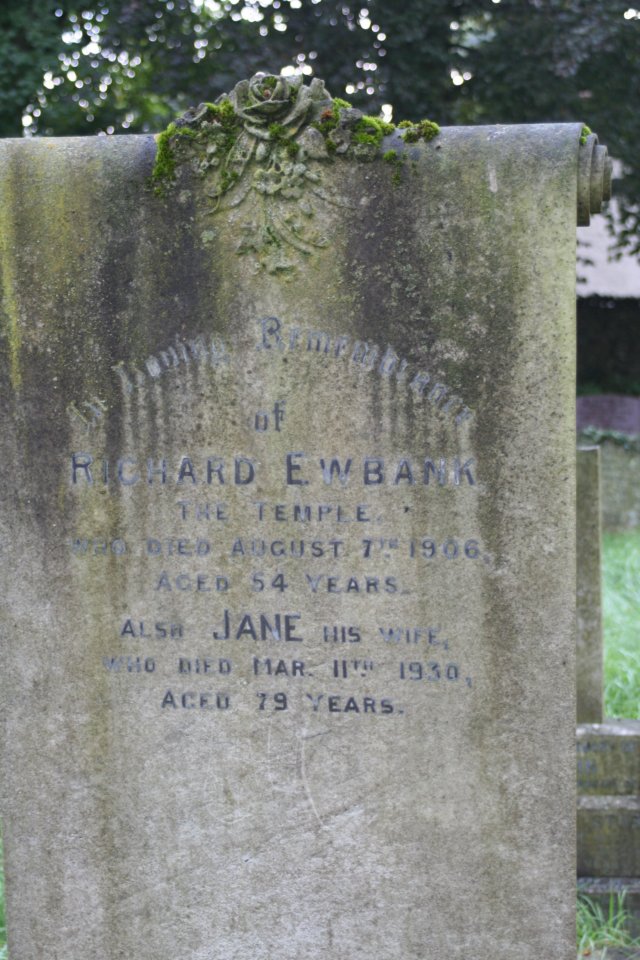 In Loving Remembrance
of
RICHARD EWBANK
THE TEMPLE.
WHO DIED AUGUST 7TH 1906,
AGED 54 YEARS.
ALSO JANE HIS WIFE,
WHO DIED MAR. 11TH 1930,
AGED 79 YEARS.